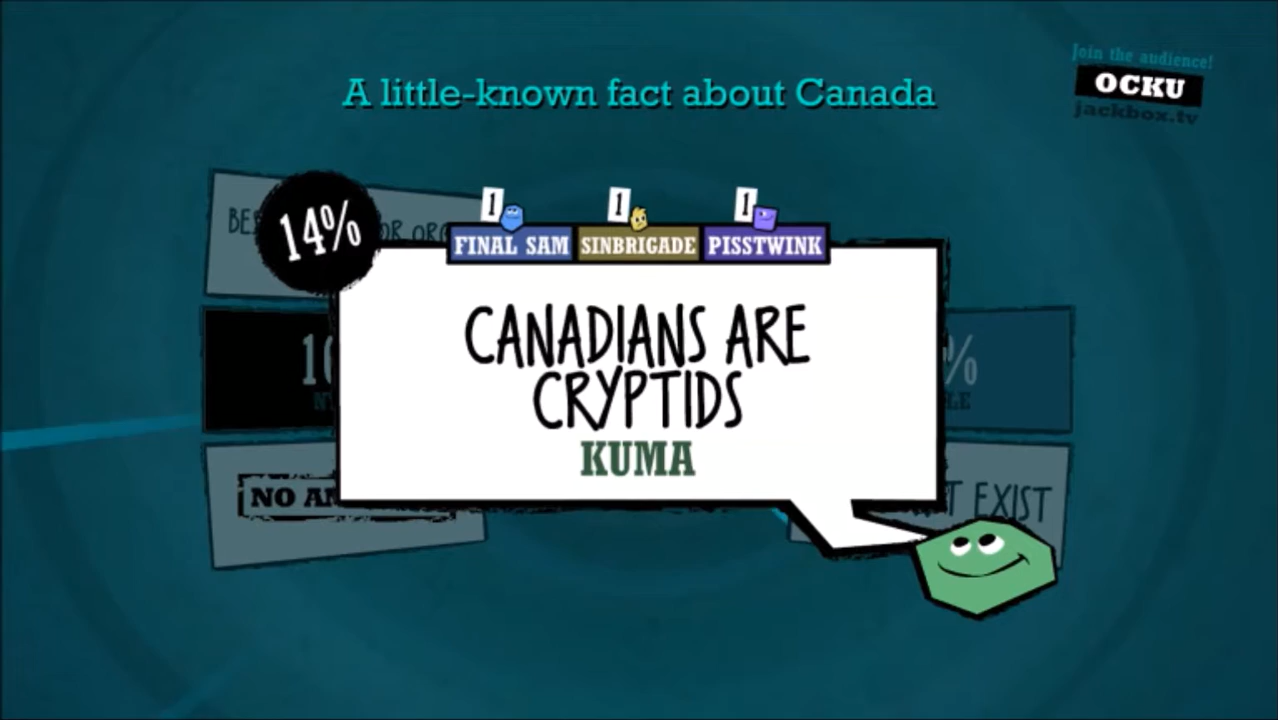 Join the audience!
OCKU
jackbox.tv
A little-known fact about Canada
14%
1 1 1
FINAL SAM SINBRIGADE PISSTWINK
CANADIANS ARE
CRYPTIDS
KUMA
NO
EXIST